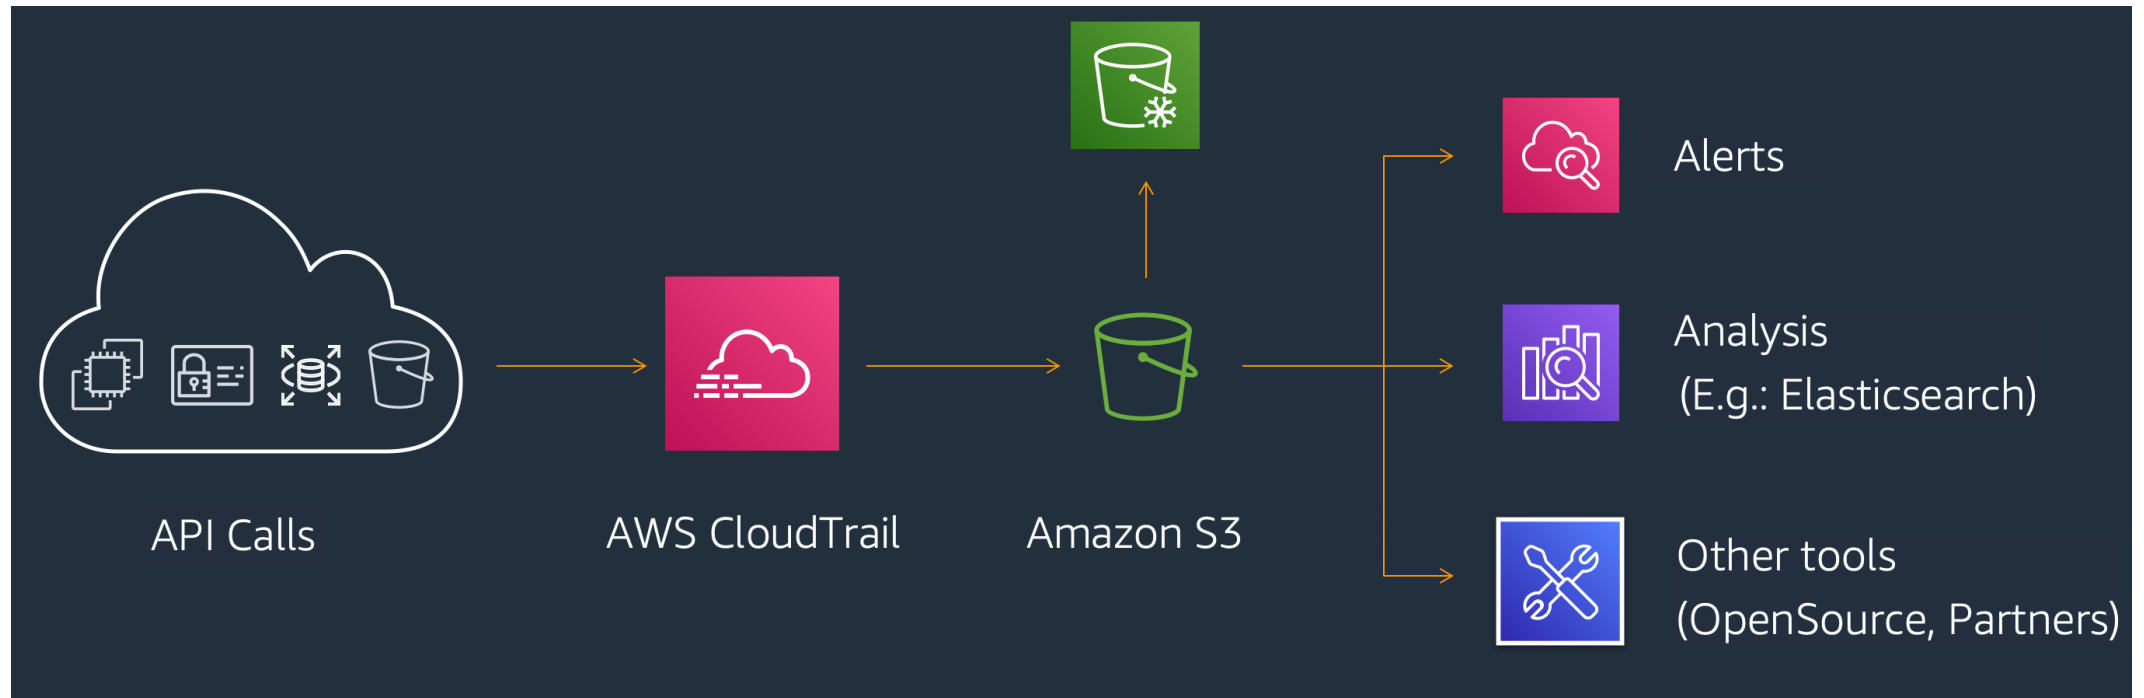 API Calls
AWS CloudTrail
Amazon S3
Alerts
Analysis
(E.g.: Elasticsearch)
Other tools
(OpenSource, Partners)